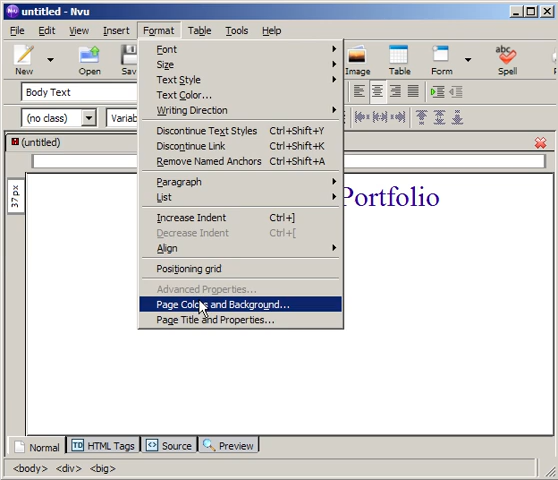 untitled - Nvu
File Edit View Insert Format Table Tools Help
New Open Image Table Form Spell
Body Text
(no class)
(untitled)
37 px
Font
Size
Text Style
Text Color...
Writing Direction
Discontinue Text Styles Ctrl+Shift+Y
Discontinue Link Ctrl+Shift+K
Remove Named Anchors Ctrl+Shift+A
Paragraph
List
Increase Indent Ctrl+]
Decrease Indent Ctrl+[
Align
Positioning grid
Advanced Properties...
Page Colors and Background...
Page Title and Properties...
Portfolio
Normal TD HTML Tags Source Preview
<body> <div> <big>